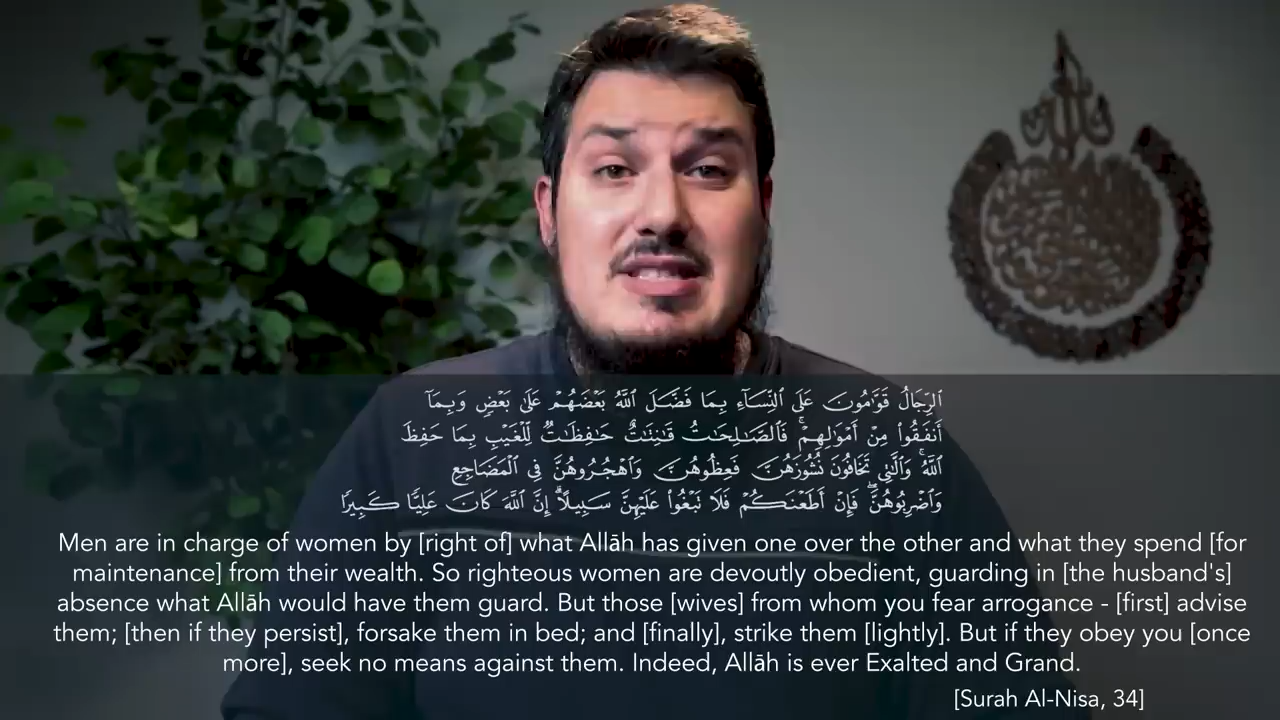 ٱلرِّجَالُ قَوَّٰمُونَ عَلَى ٱلنِّسَآءِ بِمَا فَضَّلَ ٱللَّهُ بَعْضَهُمْ عَلَىٰ بَعْضٍ وَبِمَآ
أَنفَقُوا۟ مِنْ أَمْوَٰلِهِمْ ۚ فَٱلصَّـٰلِحَـٰتُ قَـٰنِتَـٰتٌ حَـٰفِظَـٰتٌ لِّلْغَيْبِ بِمَا حَفِظَ
ٱللَّهُ ۚ وَٱلَّـٰتِى تَخَافُونَ نُشُوزَهُنَّ فَعِظُوهُنَّ وَٱهْجُرُوهُنَّ فِى ٱلْمَضَاجِعِ
وَٱضْرِبُوهُنَّ ۖ فَإِنْ أَطَعْنَكُمْ فَلَا تَبْغُوا۟ عَلَيْهِنَّ سَبِيلًا ۗ إِنَّ ٱللَّهَ كَانَ عَلِيًّا كَبِيرًا
Men are in charge of women by [right of] what Allāh has given one over the other and what they spend [for
maintenance] from their wealth. So righteous women are devoutly obedient, guarding in [the husband's]
absence what Allāh would have them guard. But those [wives] from whom you fear arrogance - [first] advise
them; [then if they persist], forsake them in bed; and [finally], strike them [lightly]. But if they obey you [once
more], seek no means against them. Indeed, Allāh is ever Exalted and Grand.
[Surah Al-Nisa, 34]